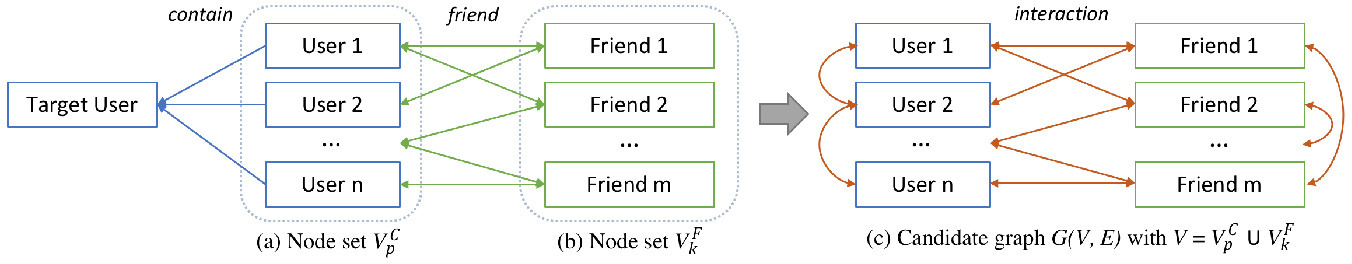 contain
friend
interaction
Target User
User 1
User 2
...
User n
Friend 1
Friend 2
...
Friend m
User 1
User 2
...
User n
Friend 1
Friend 2
...
Friend m
(a) Node set $V_p^C$
(b) Node set $V_k^F$
(c) Candidate graph G(V, E) with V = $V_p^C$ ∪ $V_k^F$